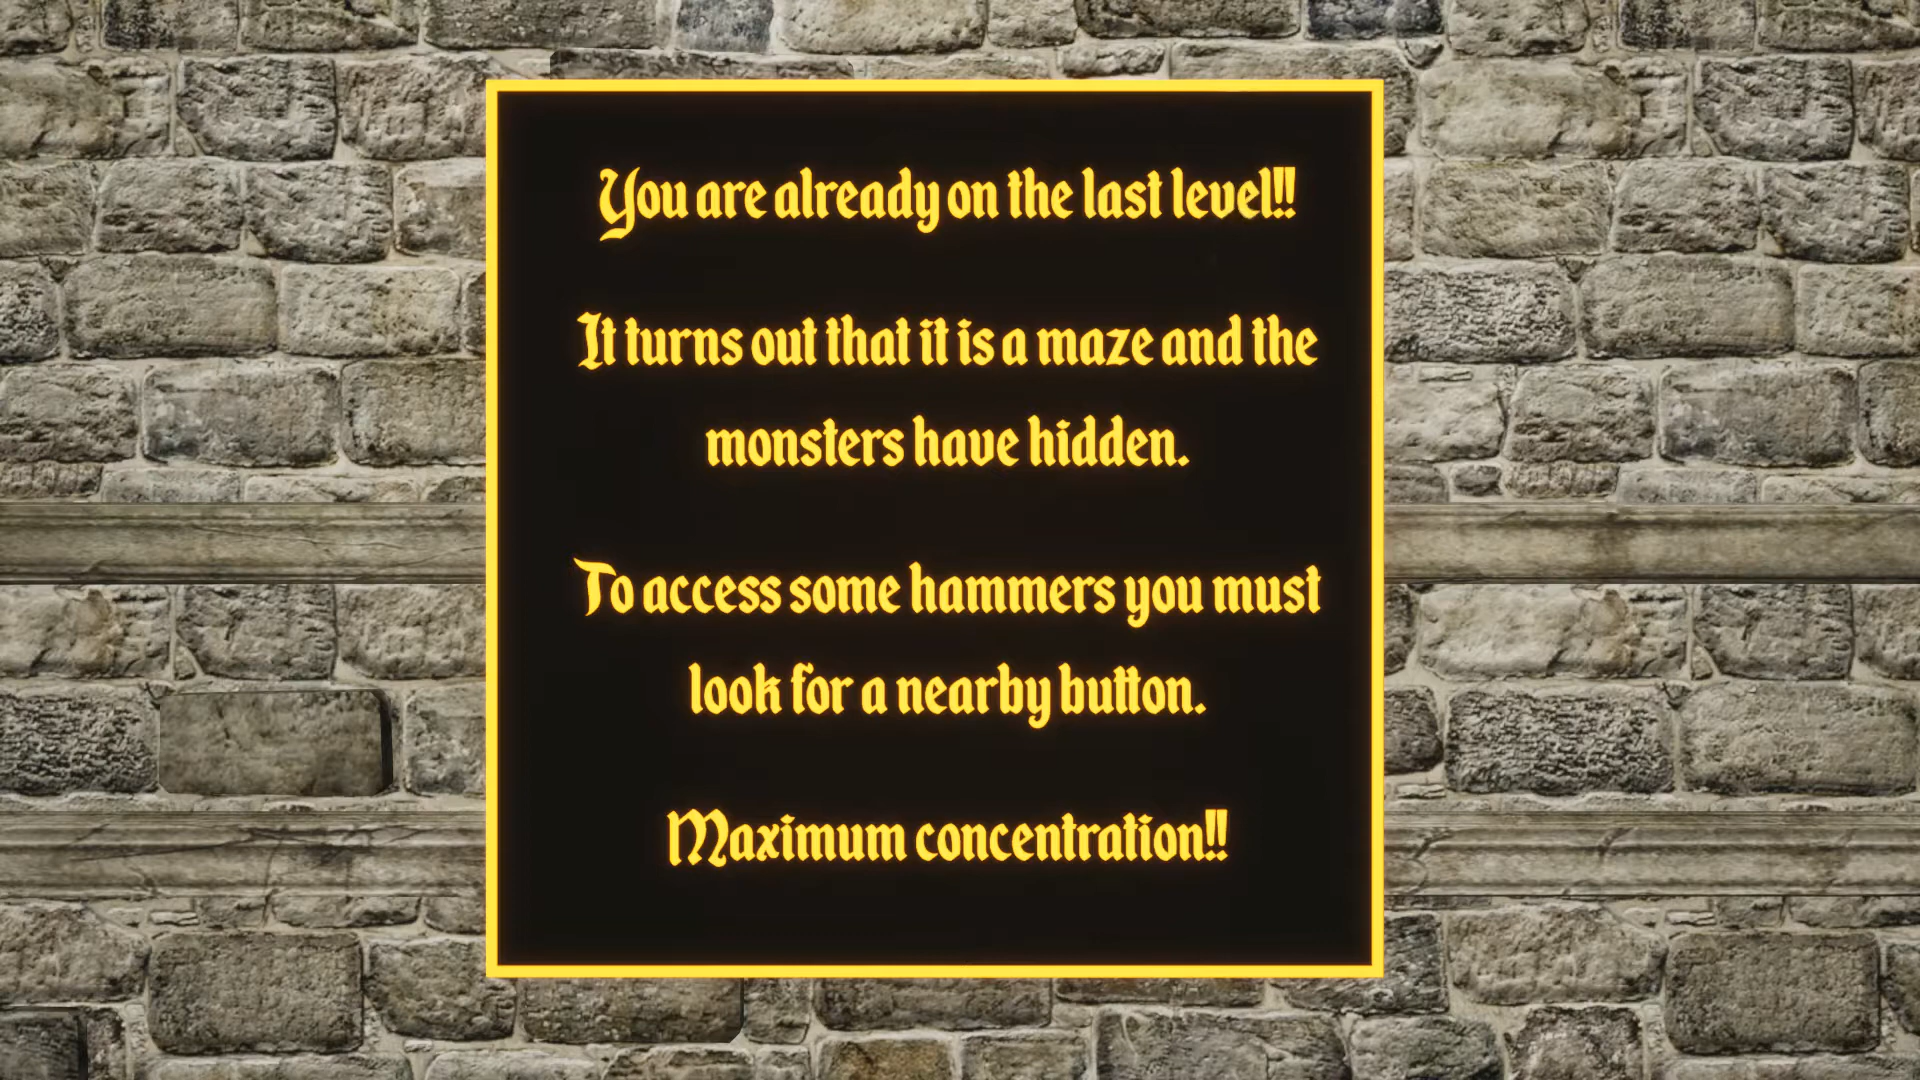 You are already on the last level!!
It turns out that it is a maze and the
monsters have hidden.
To access some hammers you must
look for a nearby button.
Maximum concentration!!